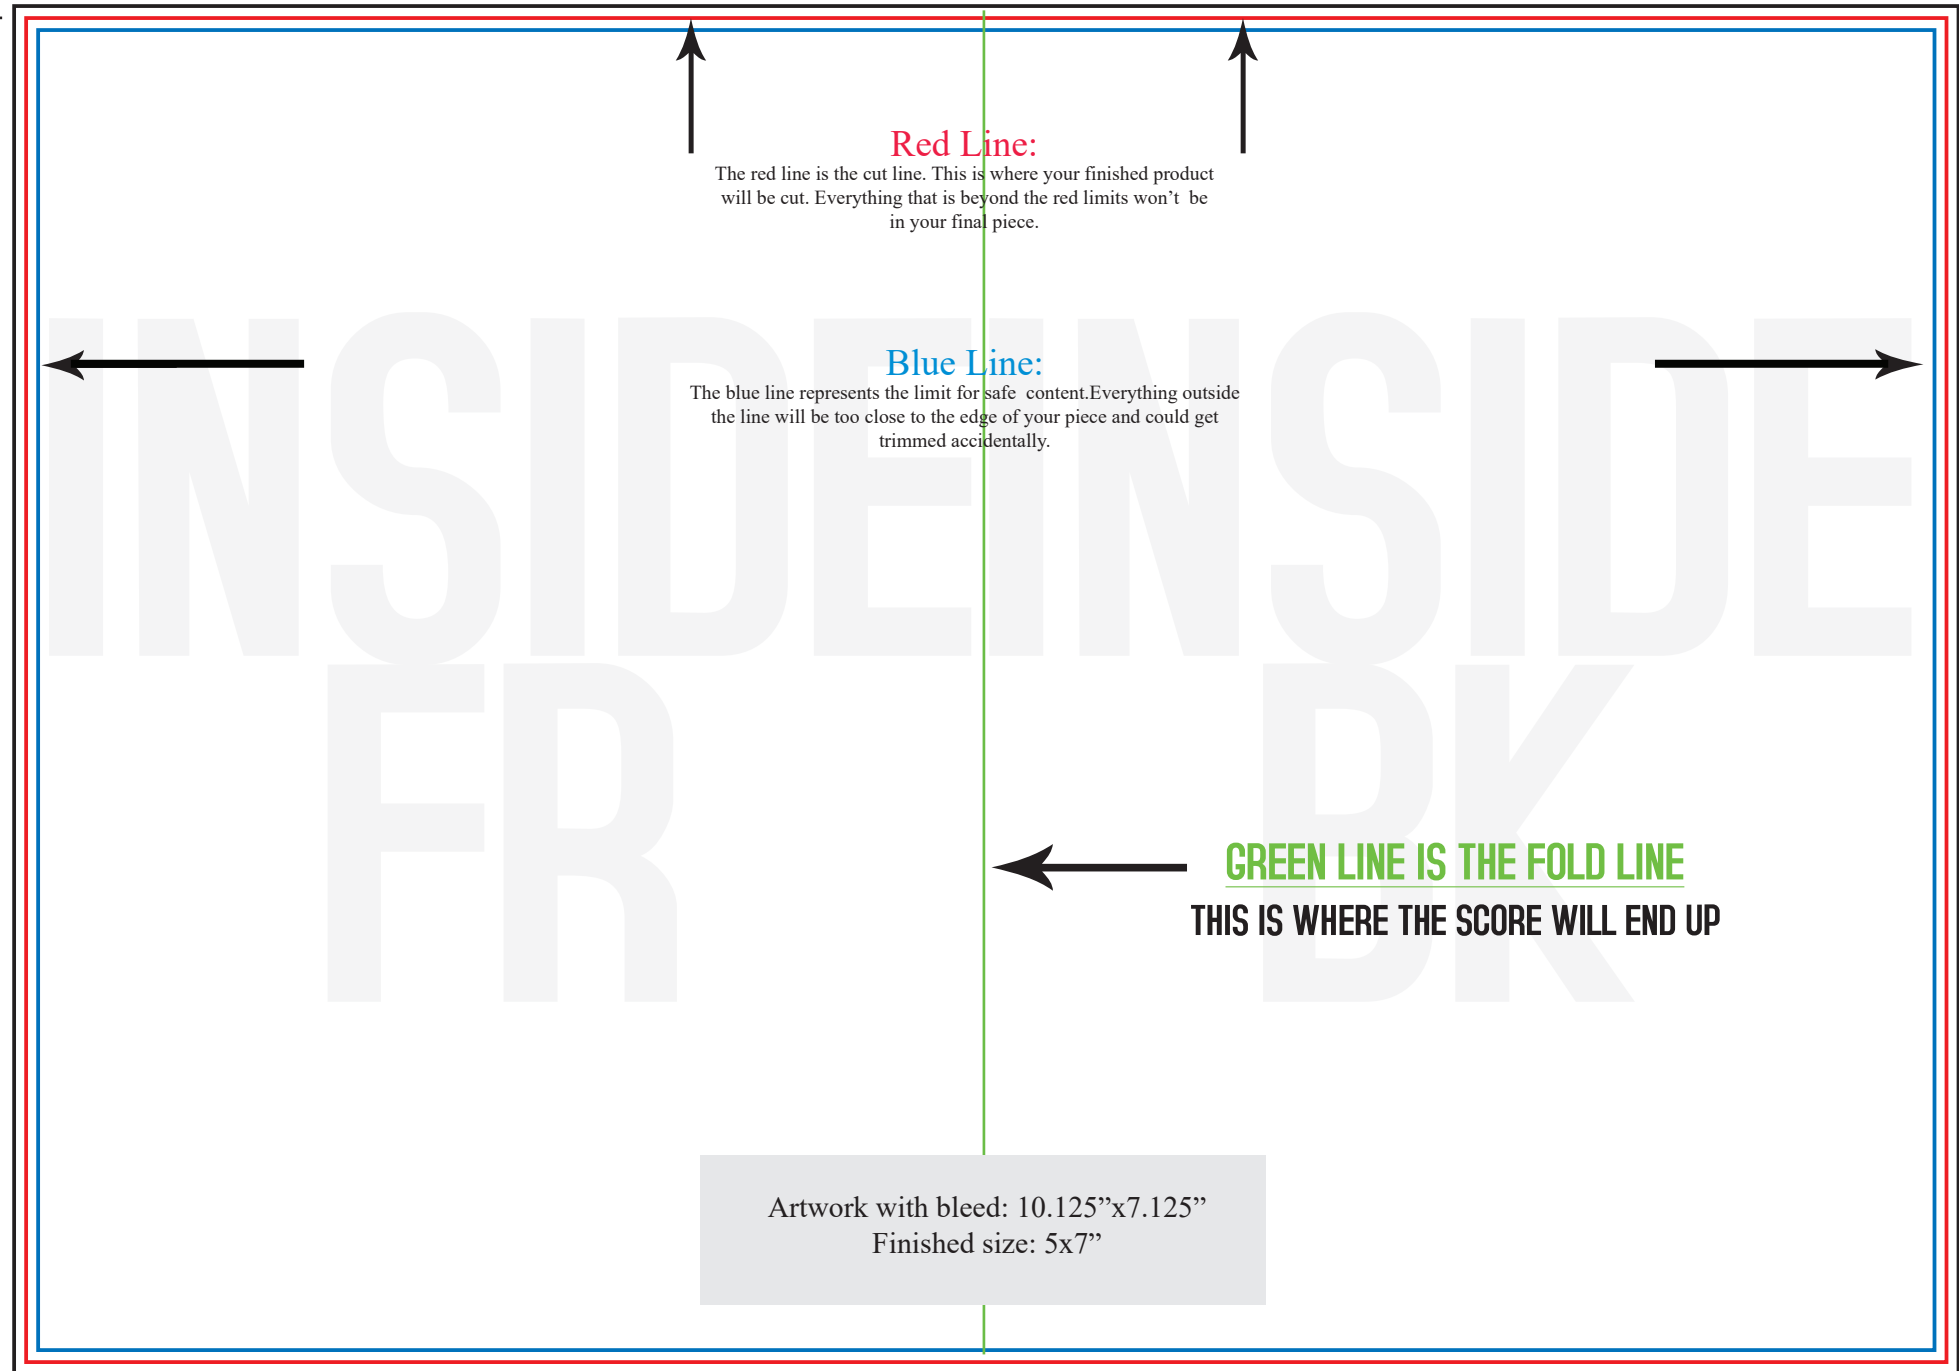 Red Line:
The red line is the cut line. This is where your finished product
will be cut. Everything that is beyond the red limits won’t  be
in your final piece.
INSIDE
INSIDE
Blue Line:
The blue line represents the limit for safe  content.Everything outside
the line will be too close to the edge of your piece and could get
trimmed accidentally.
FR
BK
GREEN LINE IS THE FOLD LINE
THIS IS WHERE THE SCORE WILL END UP
Artwork with bleed: 10.125”x7.125”
Finished size: 5x7”